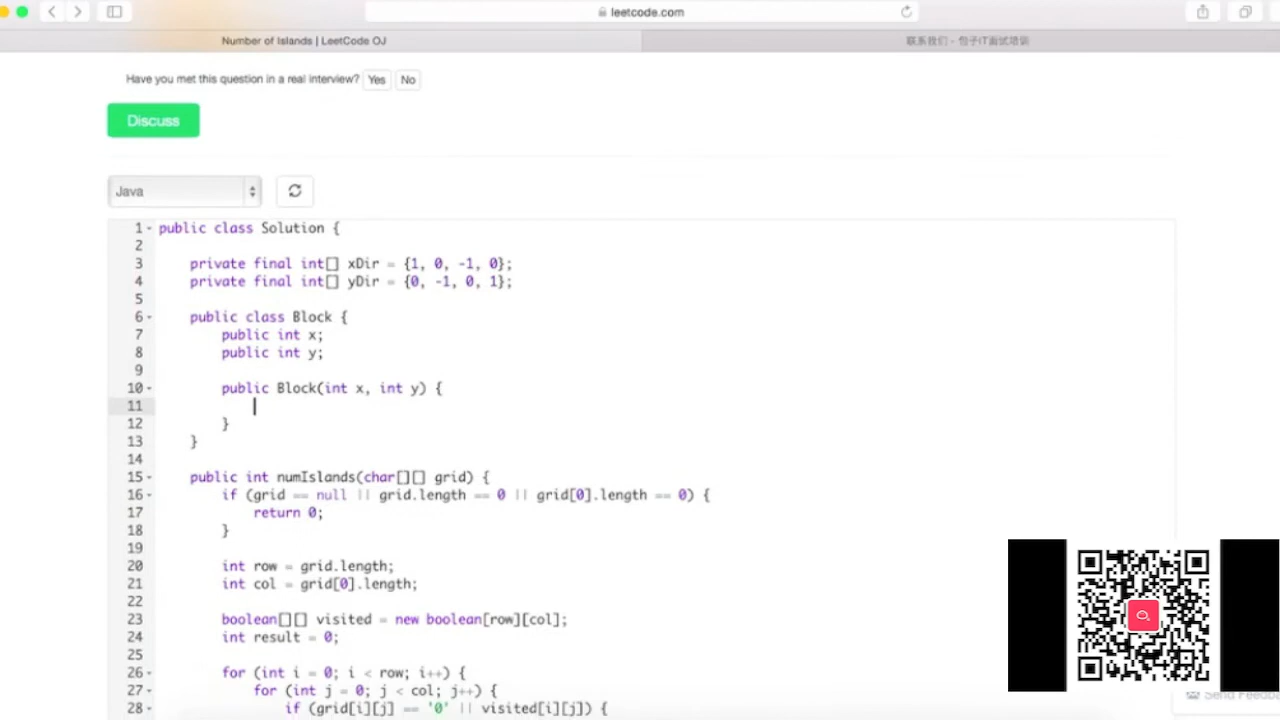 leetcode.com
Number of Islands | LeetCode OJ
联系我们 - 包子IT面试培训
Have you met this question in a real interview? Yes No
Discuss
Java
1 public class Solution {
2
3 private final int[] xDir = {1, 0, -1, 0};
4 private final int[] yDir = {0, -1, 0, 1};
5
6 public class Block {
7 public int x;
8 public int y;
9
10 public Block(int x, int y) {
11
12 }
13 }
14
15 public int numIslands(char[][] grid) {
16 if (grid == null || grid.length == 0 || grid[0].length == 0) {
17 return 0;
18 }
19
20 int row = grid.length;
21 int col = grid[0].length;
22
23 boolean[][] visited = new boolean[row][col];
24 int result = 0;
25
26 for (int i = 0; i < row; i++) {
27 for (int j = 0; j < col; j++) {
28 if (grid[i][j] == '0' || visited[i][j]) {
Send Feedba